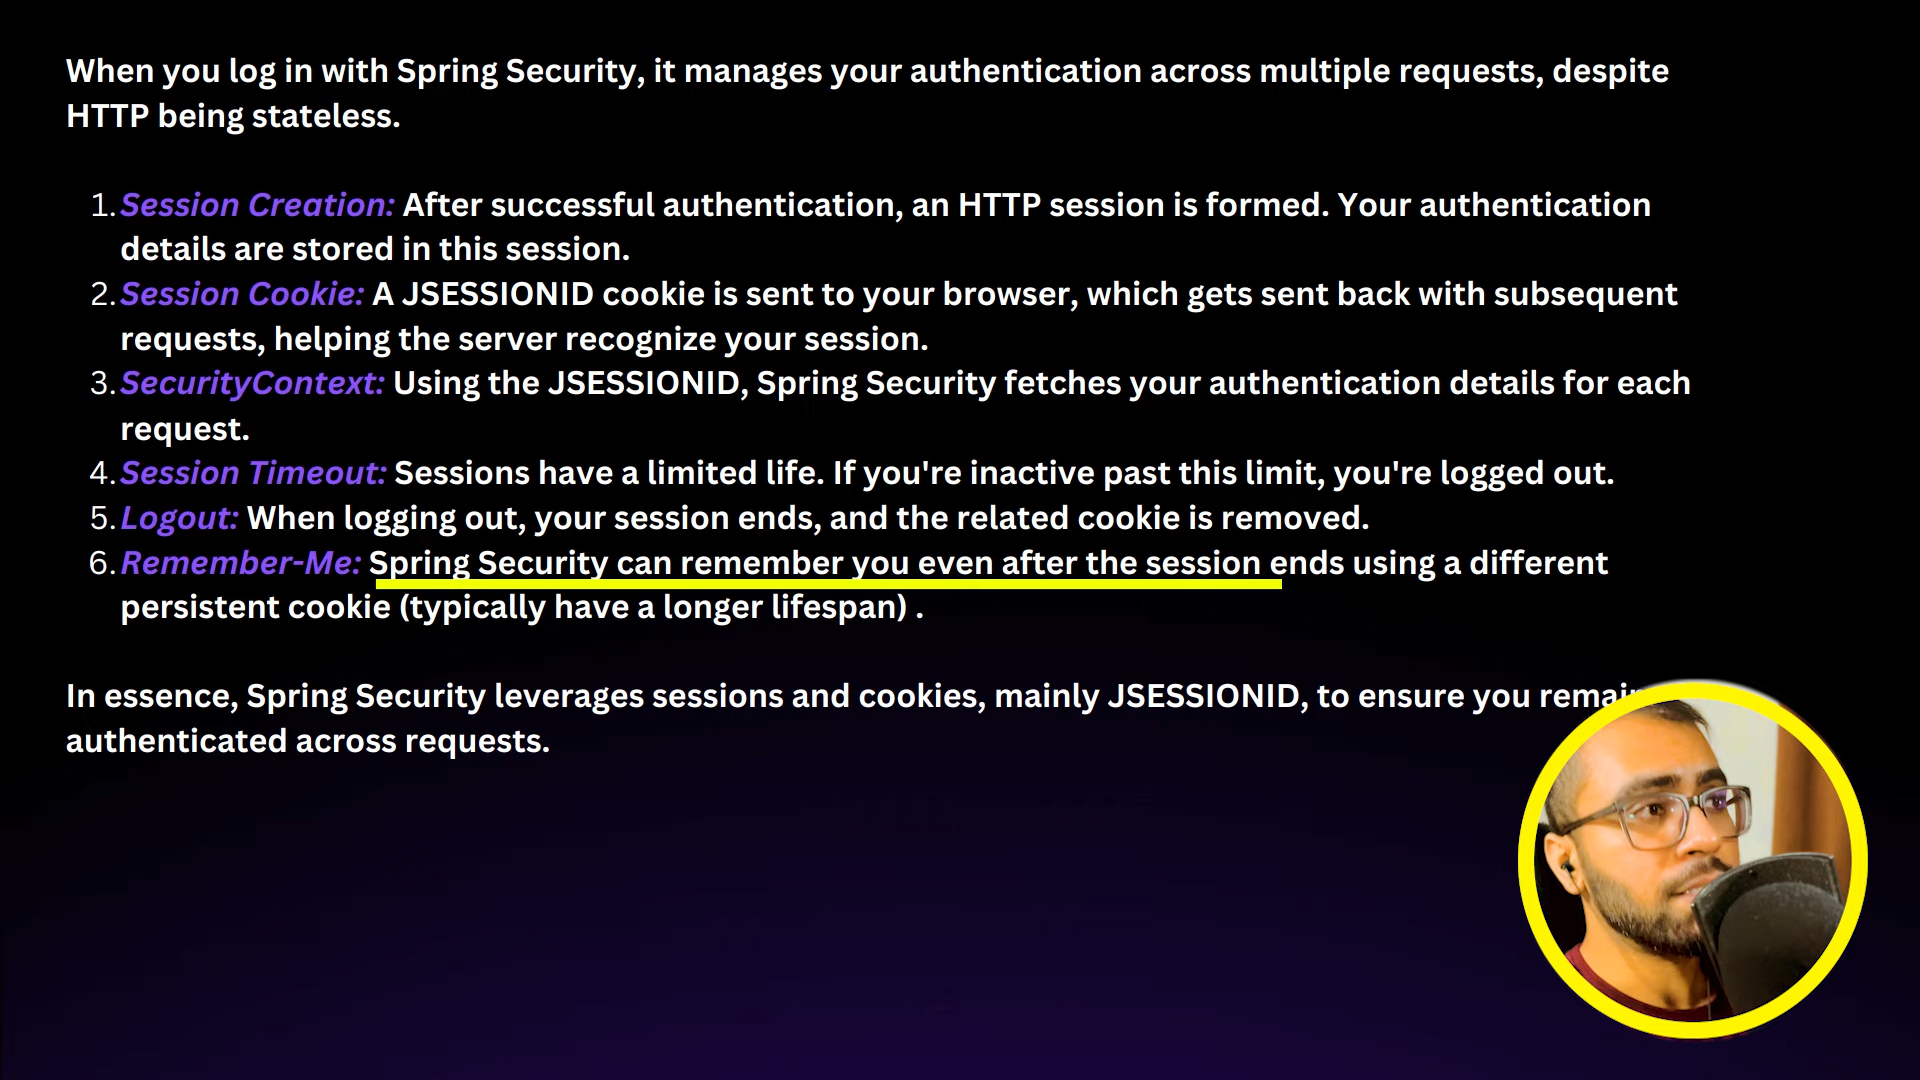 When you log in with Spring Security, it manages your authentication across multiple requests, despite
HTTP being stateless.
1. Session Creation: After successful authentication, an HTTP session is formed. Your authentication
details are stored in this session.
2. Session Cookie: A JSESSIONID cookie is sent to your browser, which gets sent back with subsequent
requests, helping the server recognize your session.
3. SecurityContext: Using the JSESSIONID, Spring Security fetches your authentication details for each
request.
4. Session Timeout: Sessions have a limited life. If you're inactive past this limit, you're logged out.
5. Logout: When logging out, your session ends, and the related cookie is removed.
6. Remember-Me: Spring Security can remember you even after the session ends using a different
persistent cookie (typically have a longer lifespan) .
In essence, Spring Security leverages sessions and cookies, mainly JSESSIONID, to ensure you
authenticated across requests.